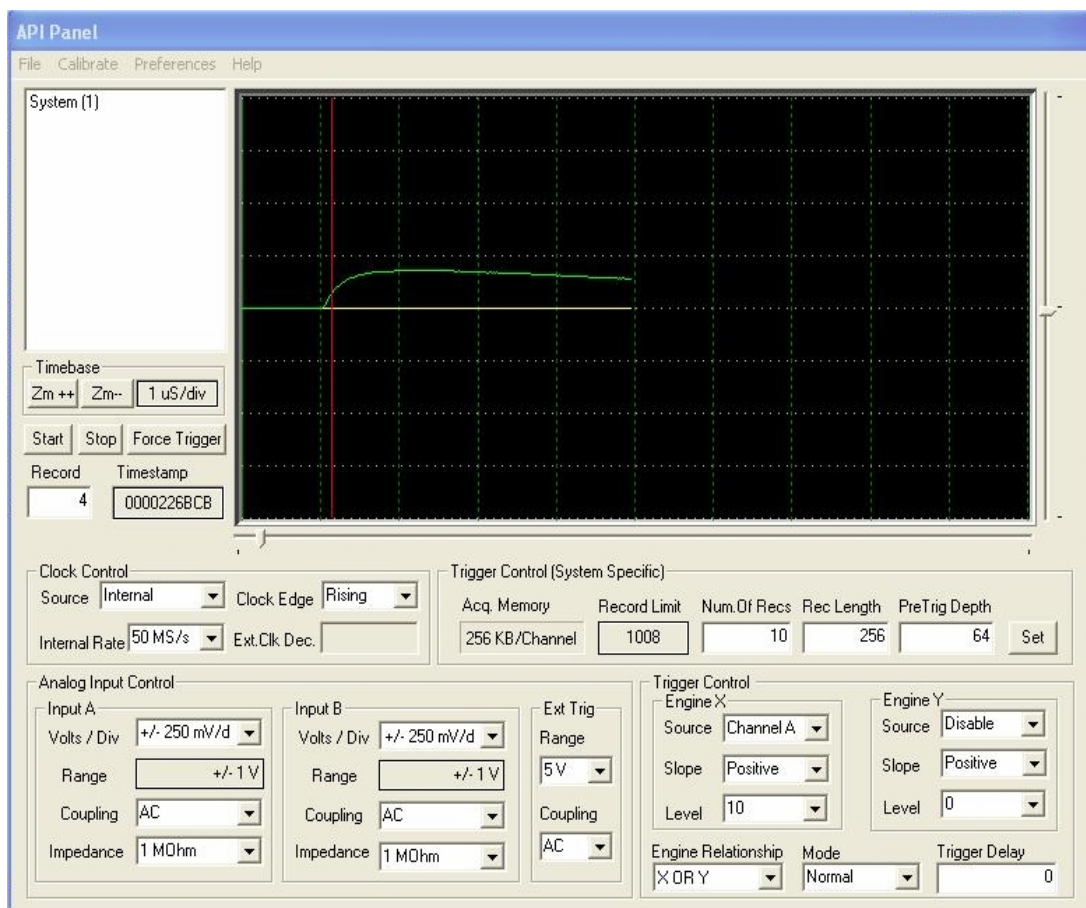 API Panel
File Calibrate Preferences Help
System (1)
Timebase
Zm ++ Zm-- 1 uS/div
Start Stop Force Trigger
Record Timestamp
4 0000226BCB
Clock Control
Source Internal Clock Edge Rising
Internal Rate 50 MS/s Ext.Clk Dec.
Trigger Control (System Specific)
Acq. Memory Record Limit Num.Of Recs Rec Length PreTrig Depth
256 KB/Channel 1008 10 256 64 Set
Analog Input Control
Input A
Volts / Div +/- 250 mV/d
Range +/- 1 V
Coupling AC
Impedance 1 MOhm
Input B
Volts / Div +/- 250 mV/d
Range +/- 1 V
Coupling AC
Impedance 1 MOhm
Ext Trig
Range
5 V
Coupling
AC
Trigger Control
Engine X
Source Channel A
Slope Positive
Level 10
Engine Y
Source Disable
Slope Positive
Level 0
Engine Relationship Mode Trigger Delay
X OR Y Normal 0